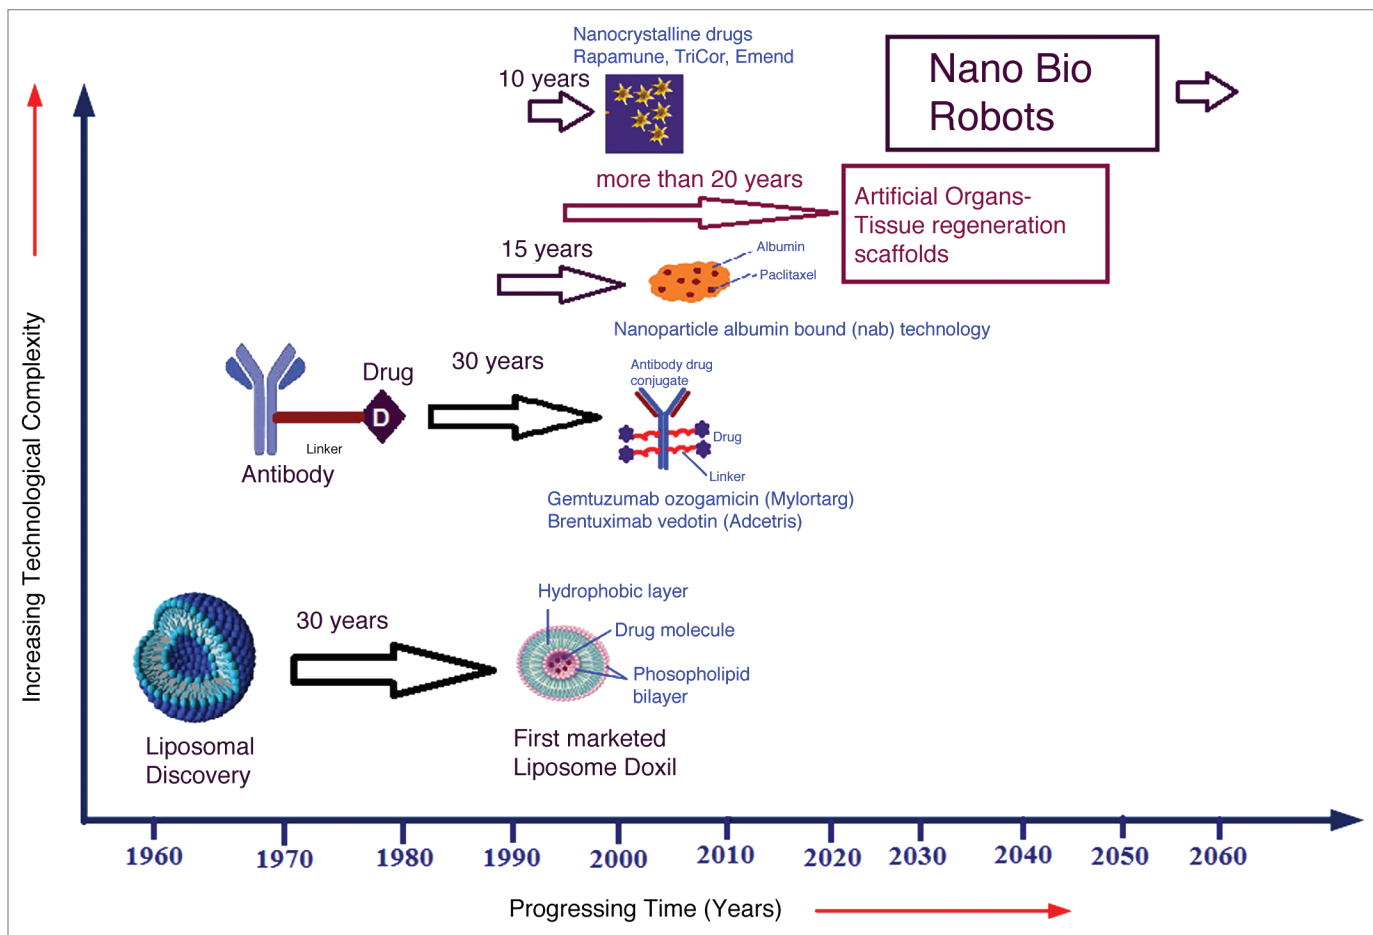 Nanocrystalline drugs
Rapamune, TriCor, Emend
10 years
Nano Bio
Robots
more than 20 years
Artificial Organs-
Tissue regeneration
scaffolds
15 years
Albumin
Paclitaxel
Nanoparticle albumin bound (nab) technology
30 years
Drug
D
Linker
Antibody
Antibody drug
conjugate
Drug
Linker
Gemtuzumab ozogamicin (Mylortarg)
Brentuximab vedotin (Adcetris)
Increasing Technological Complexity
30 years
Hydrophobic layer
Drug molecule
Phosopholipid
bilayer
Liposomal
Discovery
First marketed
Liposome Doxil
1960 1970 1980 1990 2000 2010 2020 2030 2040 2050 2060
Progressing Time (Years)